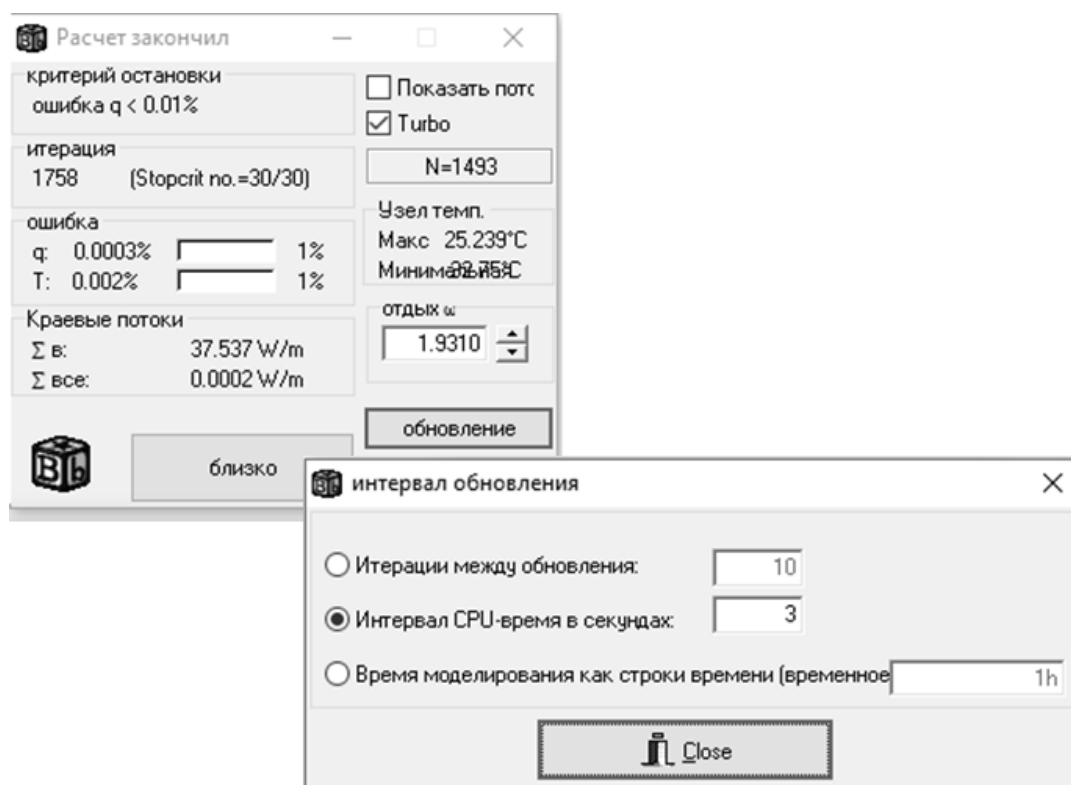 Расчет закончил
критерий остановки
ошибка q < 0.01%
Показать пото
Turbo
итерация
1758 (Stopcrit no.=30/30)
N=1493
ошибка
q: 0.0003% 1%
T: 0.002% 1%
Узел темп.
Макс 25.239°C
Краевые потоки
Σ в: 37.537 W/m
Σ все: 0.0002 W/m
отдых ω
1.9310
обновление
близко
Bb
интервал обновления
Итерации между обновления: 10
Интервал CPU-время в секундах: 3
Время моделирования как строки времени (временное 1h
Close